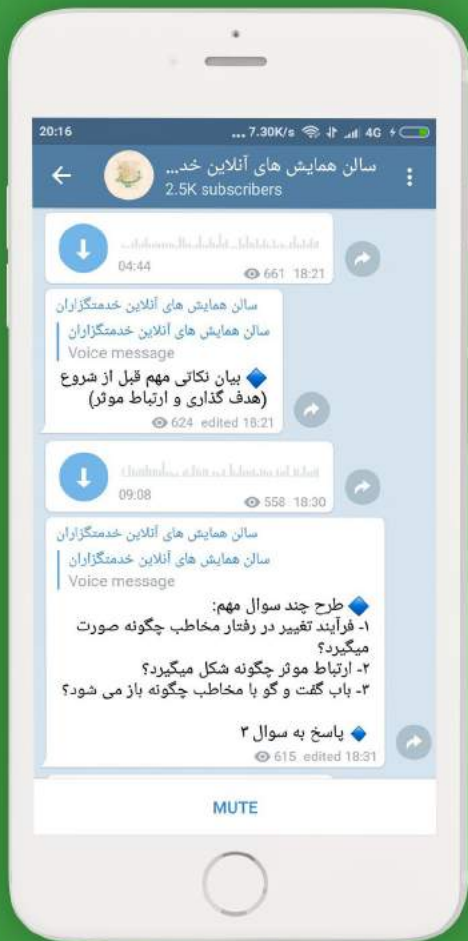 20:16
... 7.30K/s 4G
سالن همایش های آنلاین خد...
2.5K subscribers
04:44
661 18:21
سالن همایش های آنلاین خدمتگزاران
سالن همایش های آنلاین خدمتگزاران
Voice message
بیان نکاتی مهم قبل از شروع
(هدف گذاری و ارتباط موثر)
624 edited 18:21
09:08
558 18:30
سالن همایش های آنلاین خدمتگزاران
سالن همایش های آنلاین خدمتگزاران
Voice message
طرح چند سوال مهم:
۱- فرآیند تغییر در رفتار مخاطب چگونه صورت
میگیرد؟
۲- ارتباط موثر چگونه شکل میگیرد؟
۳- باب گفت و گو با مخاطب چگونه باز می شود؟
پاسخ به سوال ۳
615 edited 18:31
MUTE